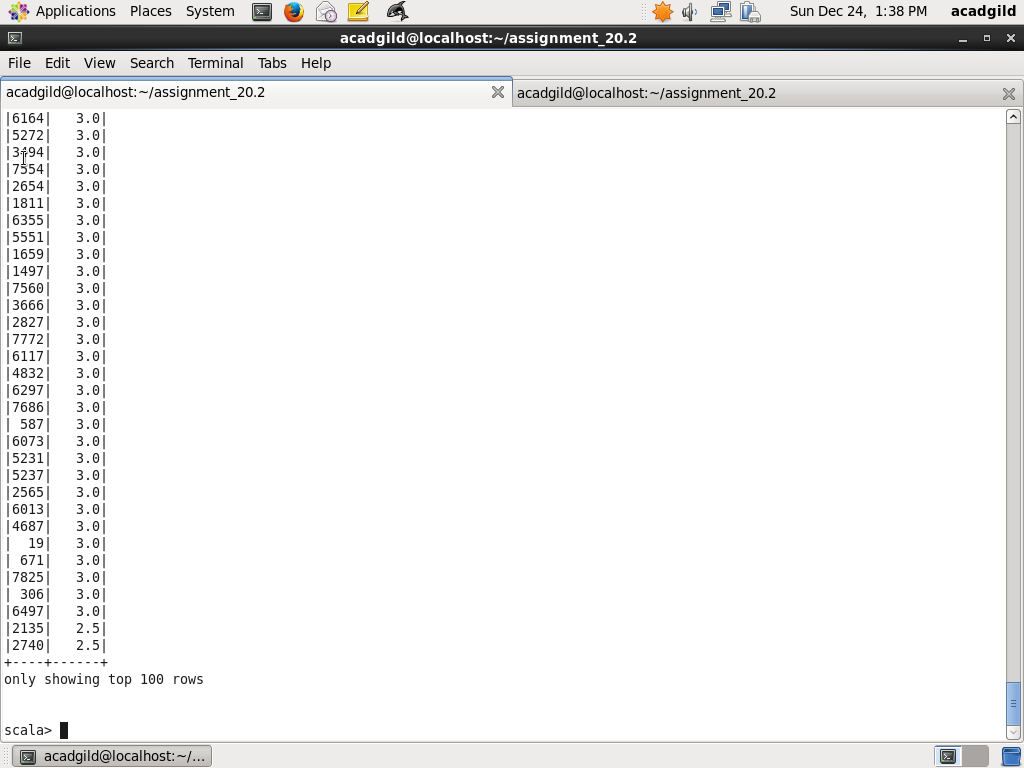 Applications Places System Sun Dec 24, 1:38 PM acadgild
acadgild@localhost:~/assignment_20.2
File Edit View Search Terminal Tabs Help
acadgild@localhost:~/assignment_20.2 acadgild@localhost:~/assignment_20.2
|6164|   3.0|
|5272|   3.0|
|3494|   3.0|
|7554|   3.0|
|2654|   3.0|
|1811|   3.0|
|6355|   3.0|
|5551|   3.0|
|1659|   3.0|
|1497|   3.0|
|7560|   3.0|
|3666|   3.0|
|2827|   3.0|
|7772|   3.0|
|6117|   3.0|
|4832|   3.0|
|6297|   3.0|
|7686|   3.0|
| 587|   3.0|
|6073|   3.0|
|5231|   3.0|
|5237|   3.0|
|2565|   3.0|
|6013|   3.0|
|4687|   3.0|
|  19|   3.0|
| 671|   3.0|
|7825|   3.0|
| 306|   3.0|
|6497|   3.0|
|2135|   2.5|
|2740|   2.5|
+----+------+
only showing top 100 rows
scala>
acadgild@localhost:~/...